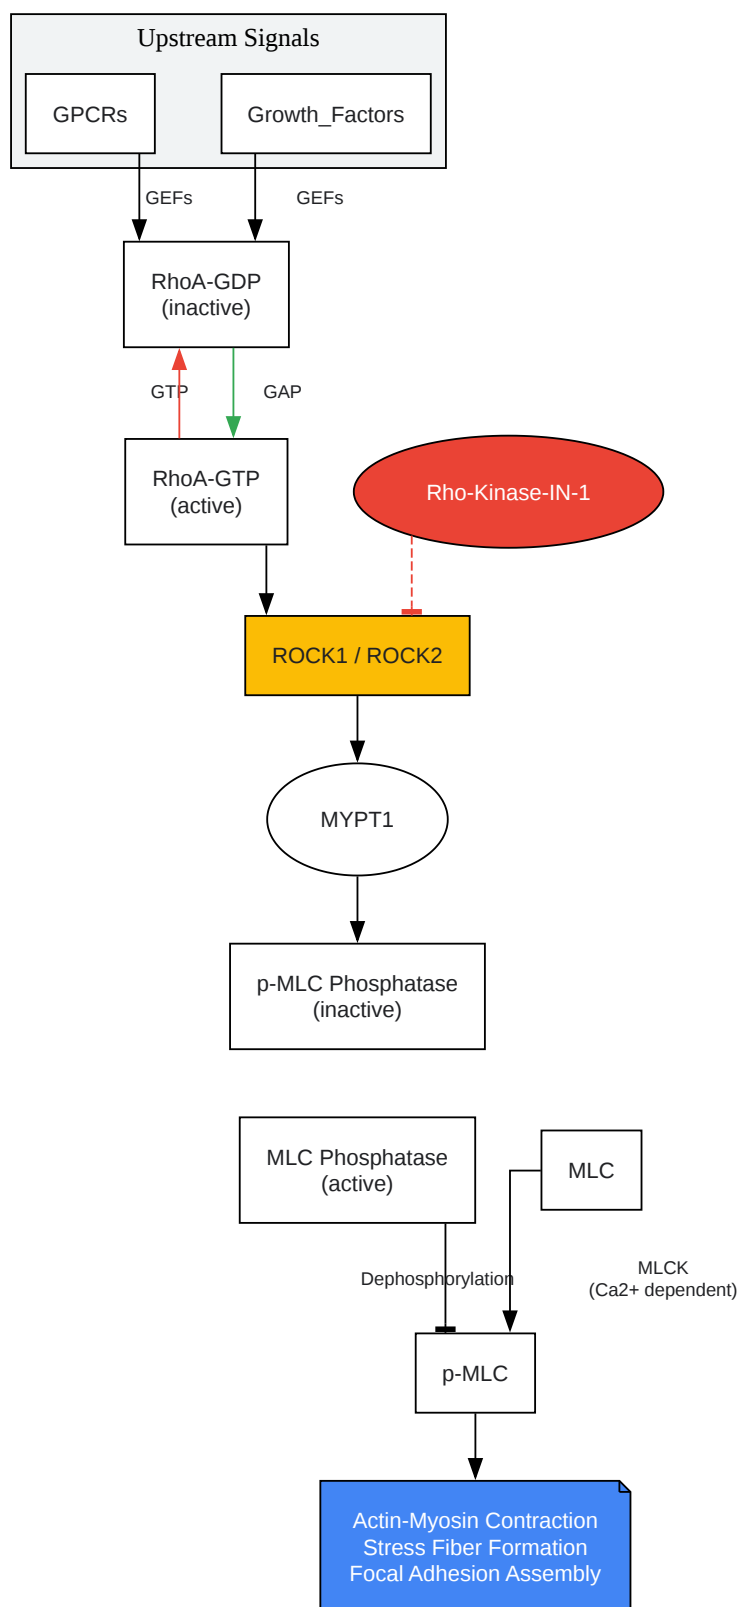 Upstream Signals
GPCRs
Growth_Factors
GEFs
GEFs
RhoA-GDP
(inactive)
GTP
GAP
RhoA-GTP
(active)
Rho-Kinase-IN-1
ROCK1 / ROCK2
MYPT1
p-MLC Phosphatase
(inactive)
MLC Phosphatase
(active)
MLC
Dephosphorylation
MLCK
(Ca2+ dependent)
p-MLC
Actin-Myosin Contraction
Stress Fiber Formation
Focal Adhesion Assembly